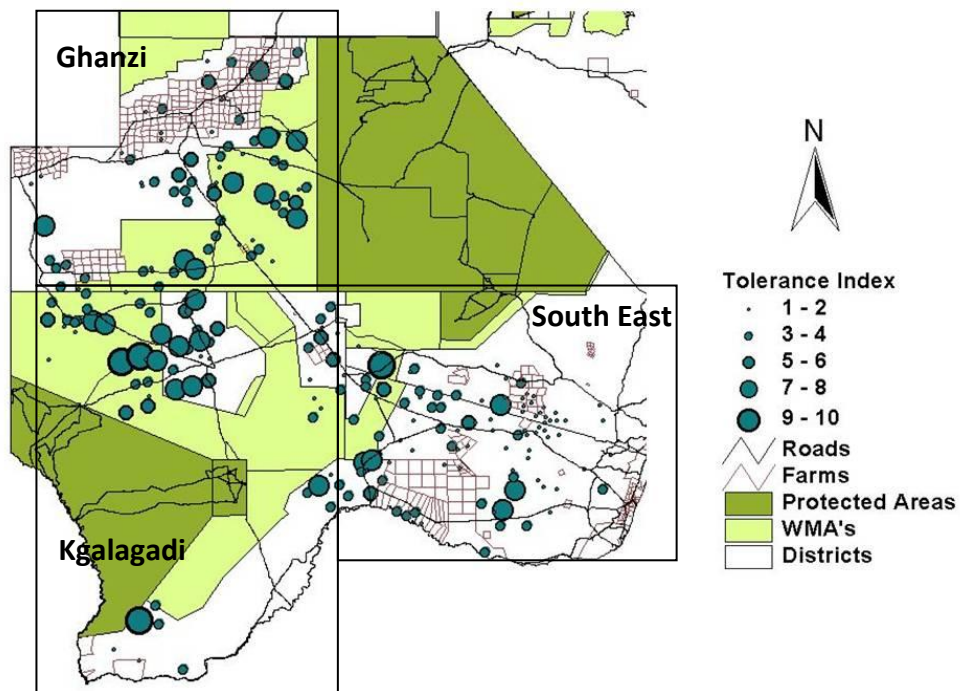 Ghanzi
N
South East
Kgalagadi
Tolerance Index
1 - 2
3 - 4
5 - 6
7 - 8
9 - 10
Roads
Farms
Protected Areas
WMA's
Districts